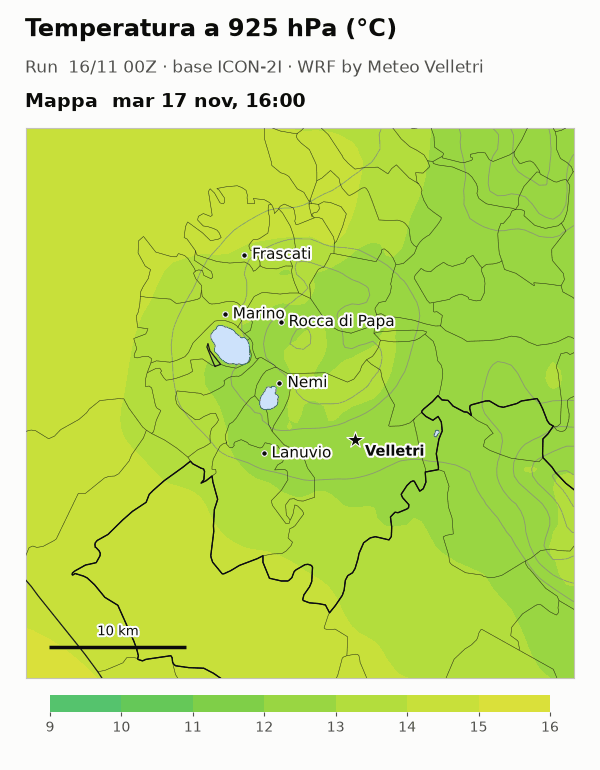 Temperatura a 925 hPa (°C)
Run  16/11 00Z · base ICON-2I · WRF by Meteo Velletri
Mappa  mar 17 nov, 16:00
Frascati
Marino
Rocca di Papa
Nemi
Velletri
Lanuvio
10 km
9 10 11 12 13 14 15 16